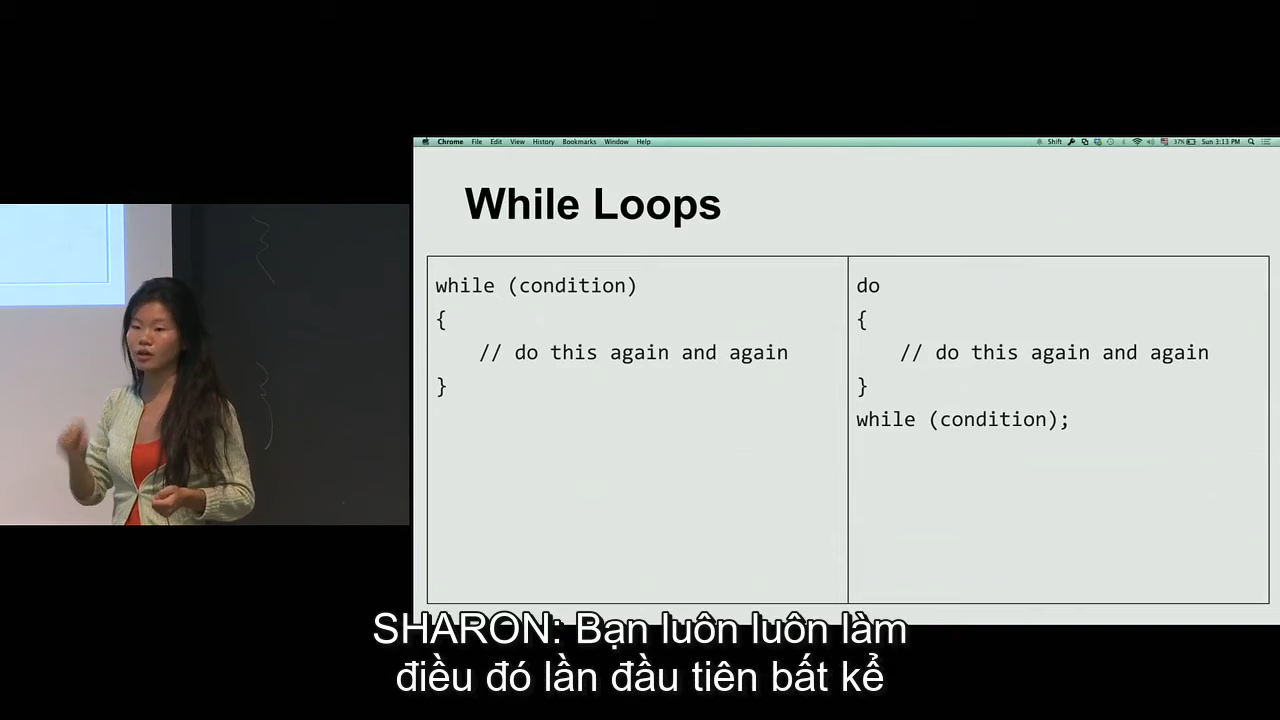 Chrome File Edit View History Bookmarks Window Help
Shift 37% Sun 3:13 PM
While Loops
while (condition)
{
// do this again and again
}
do
{
// do this again and again
}
while (condition);
SHARON: Bạn luôn luôn làm
điều đó lần đầu tiên bất kể